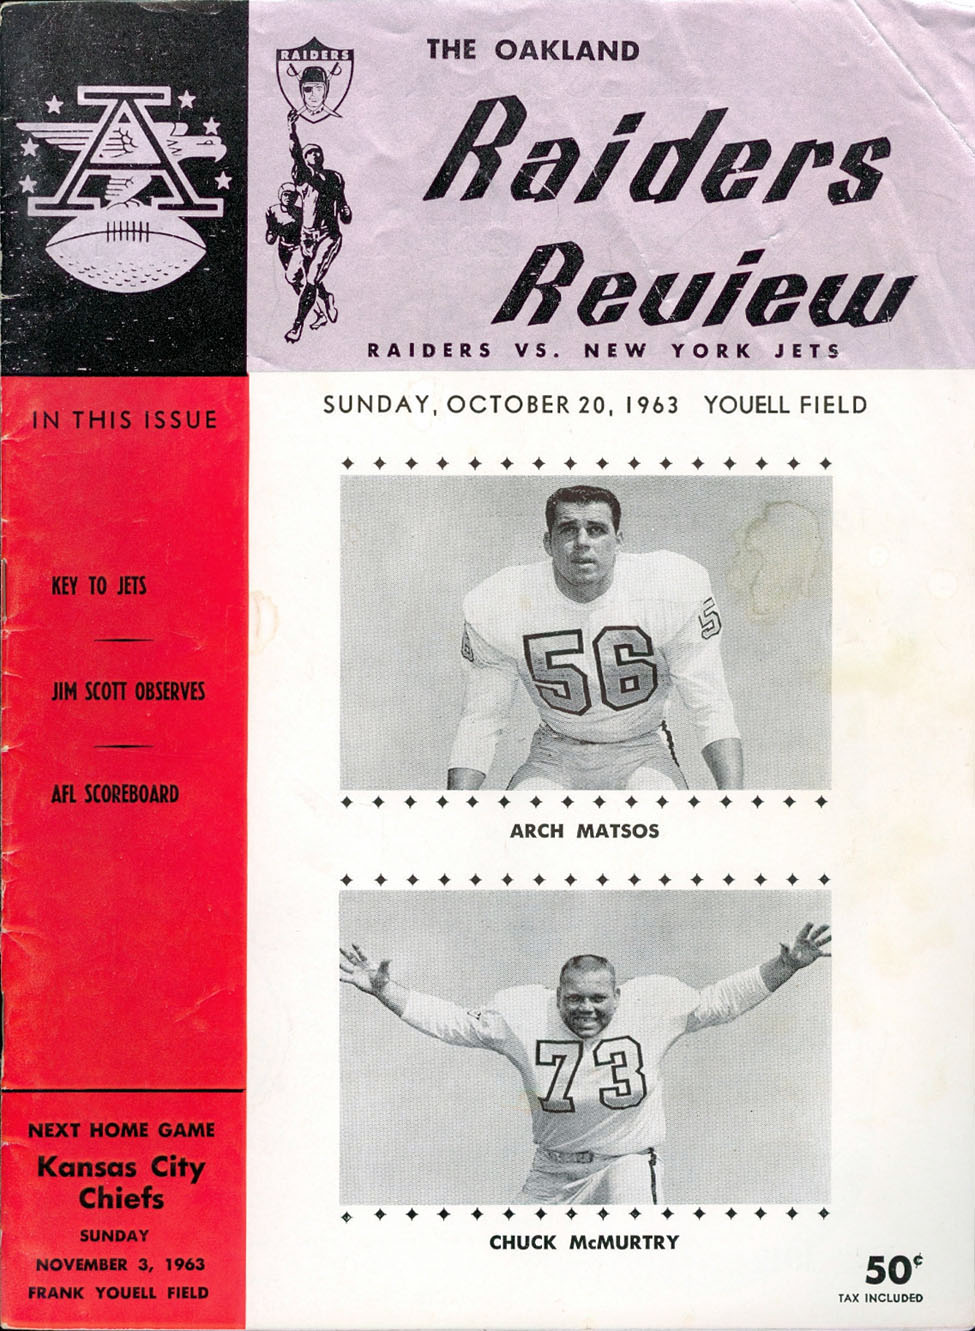 RAIDERS
THE OAKLAND
Raiders
Review
RAIDERS VS. NEW YORK JETS
IN THIS ISSUE
KEY TO JETS
JIM SCOTT OBSERVES
AFL SCOREBOARD
NEXT HOME GAME
Kansas City
Chiefs
SUNDAY
NOVEMBER 3, 1963
FRANK YOUELL FIELD
SUNDAY, OCTOBER 20, 1963 YOUELL FIELD
56
5
6
ARCH MATSOS
73
CHUCK McMURTRY
50¢
TAX INCLUDED